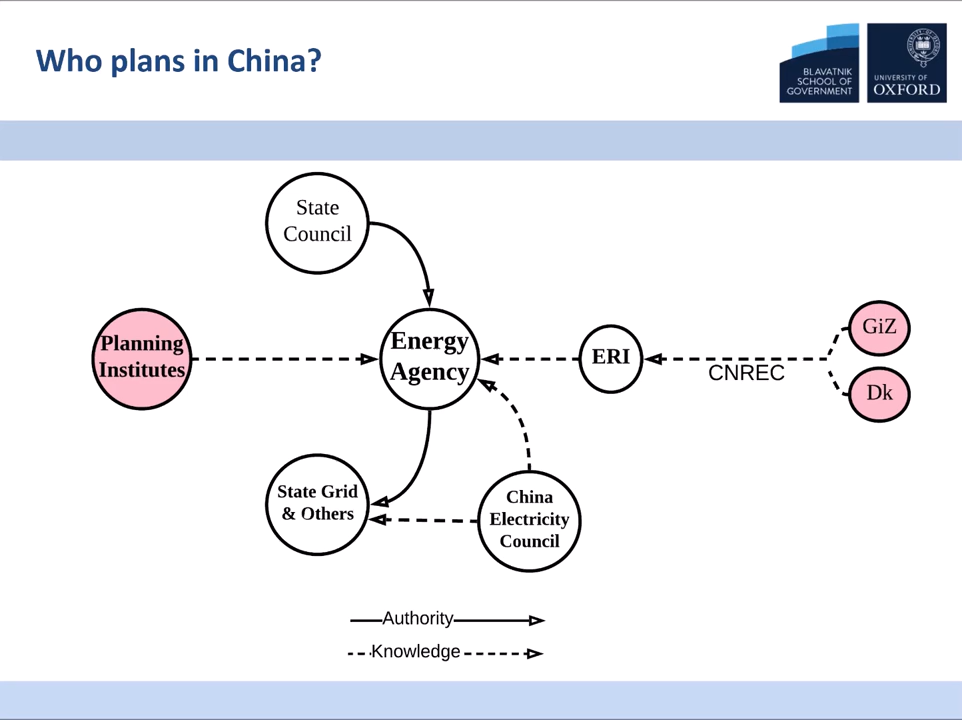 Who plans in China?
BLAVATNIK
SCHOOL OF
GOVERNMENT
UNIVERSITY OF
OXFORD
State
Council
Planning
Institutes
Energy
Agency
ERI
CNREC
GiZ
Dk
State Grid
& Others
China
Electricity
Council
Authority
Knowledge